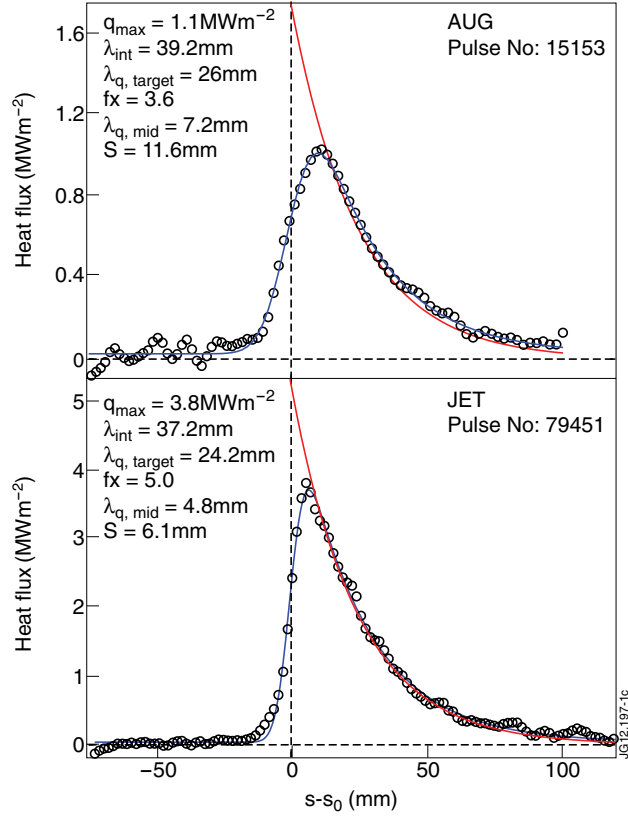 q_max = 1.1MWm⁻²
λ_int = 39.2mm
λ_q, target = 26mm
fx = 3.6
λ_q, mid = 7.2mm
S = 11.6mm
AUG
Pulse No: 15153
1.6
1.2
0.8
0.4
0
Heat flux (MWm⁻²)
q_max = 3.8MWm⁻²
λ_int = 37.2mm
λ_q, target = 24.2mm
fx = 5.0
λ_q, mid = 4.8mm
S = 6.1mm
JET
Pulse No: 79451
5
4
3
2
1
0
Heat flux (MWm⁻²)
−50
0
50
100
s-s₀ (mm)
JG12.197-1c